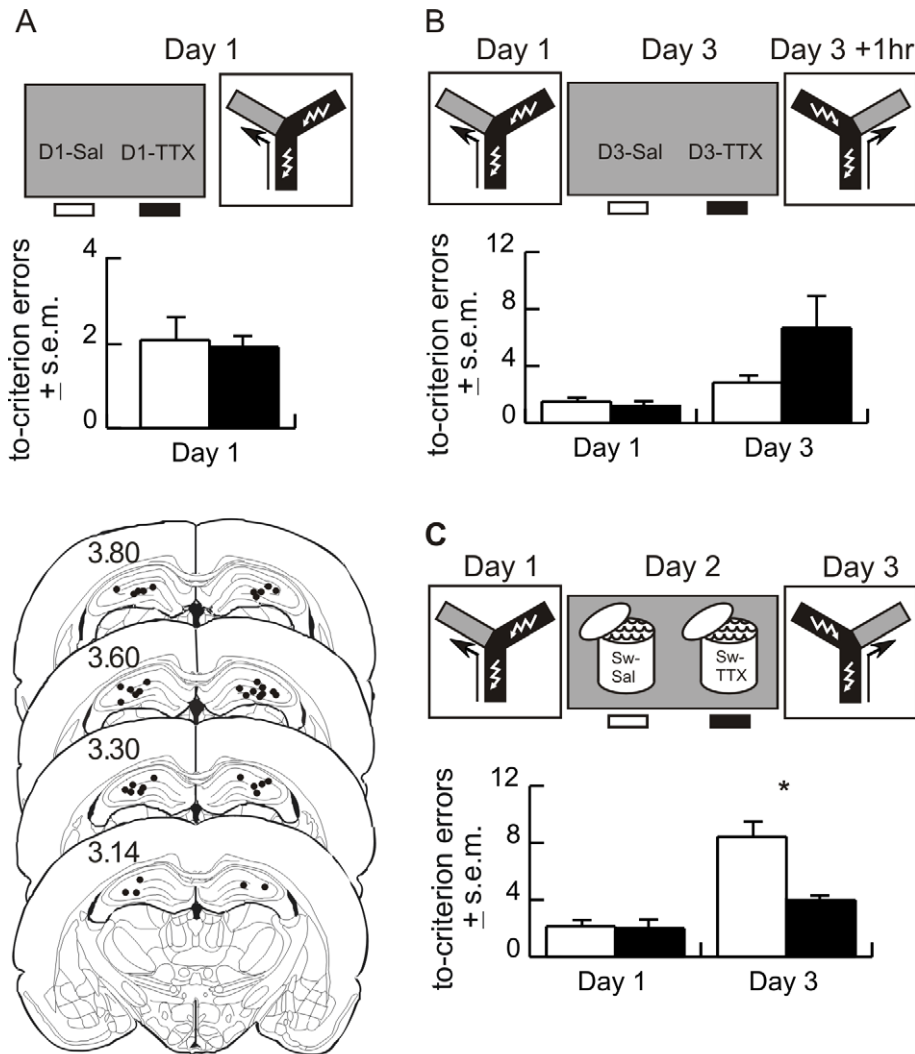 A
Day 1
D1-Sal D1-TTX
to-criterion errors
± s.e.m.
4
2
0
Day 1
B
Day 1 Day 3 Day 3 +1hr
D3-Sal D3-TTX
to-criterion errors
± s.e.m.
12
8
4
0
Day 1 Day 3
3.80
3.60
3.30
3.14
C
Day 1 Day 2 Day 3
Sw-
Sal
Sw-
TTX
to-criterion errors
± s.e.m.
12
8
4
0
*
Day 1 Day 3